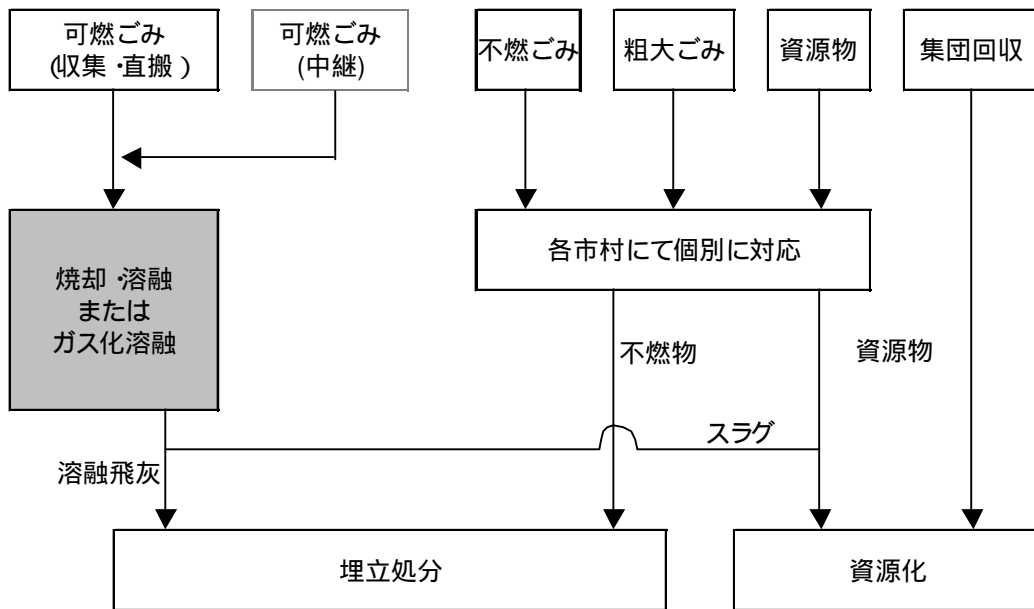 可燃ごみ
(収集・直搬)
可燃ごみ
(中継)
不燃ごみ
粗大ごみ
資源物
集団回収
焼却・溶融
または
ガス化溶融
各市村にて個別に対応
不燃物
資源物
スラグ
溶融飛灰
埋立処分
資源化